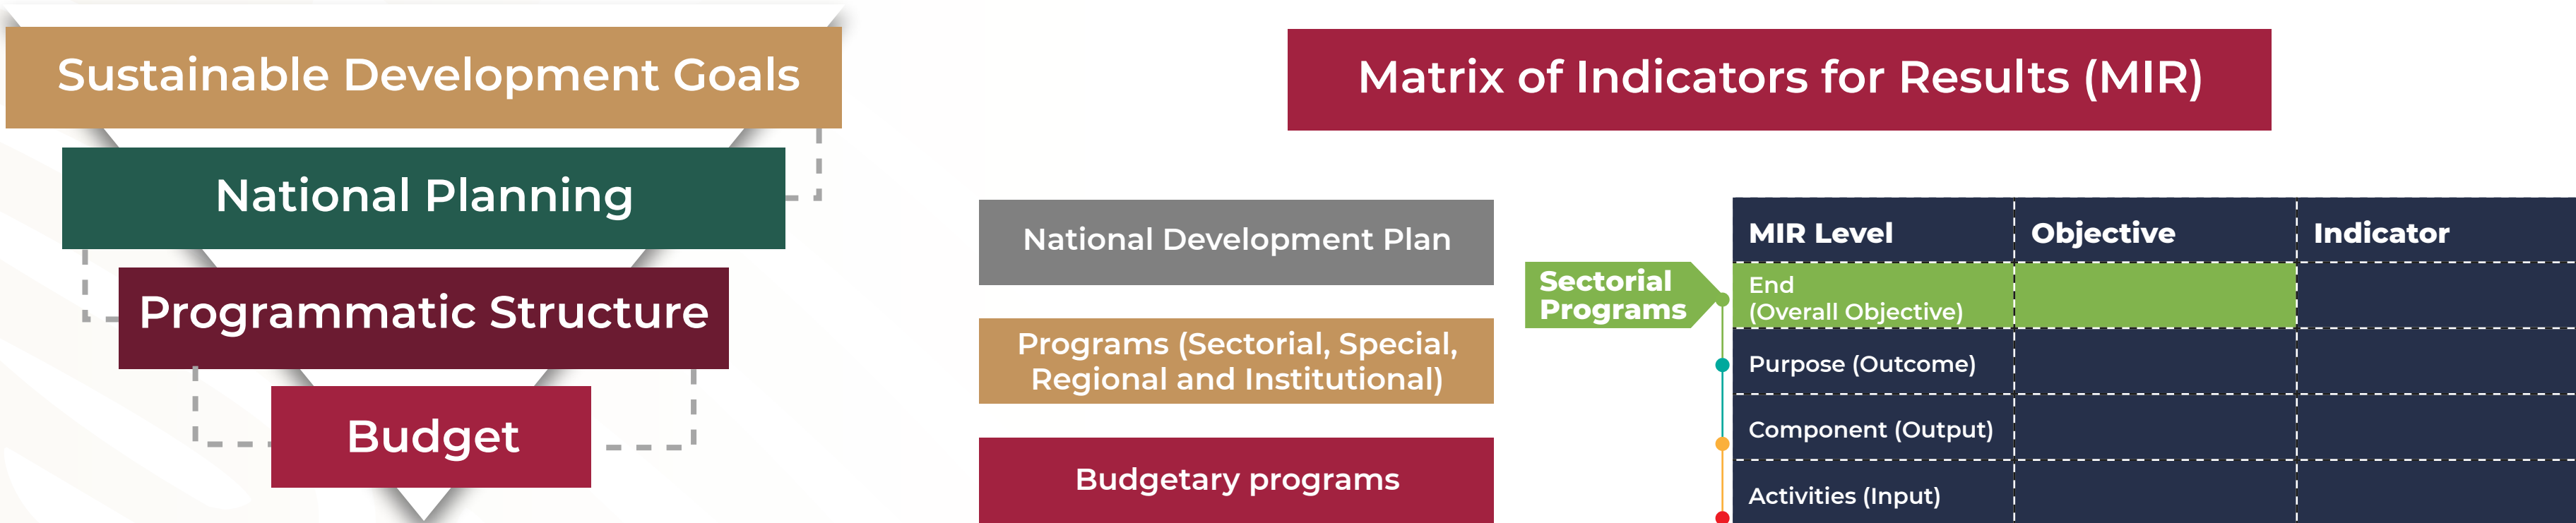 Sustainable Development Goals
National Planning
Programmatic Structure
Budget
Matrix of Indicators for Results (MIR)
National Development Plan
Programs (Sectorial, Special,
Regional and Institutional)
Budgetary programs
Sectorial
Programs
MIR Level
Objective
Indicator
End
(Overall Objective)
Purpose (Outcome)
Component (Output)
Activities (Input)